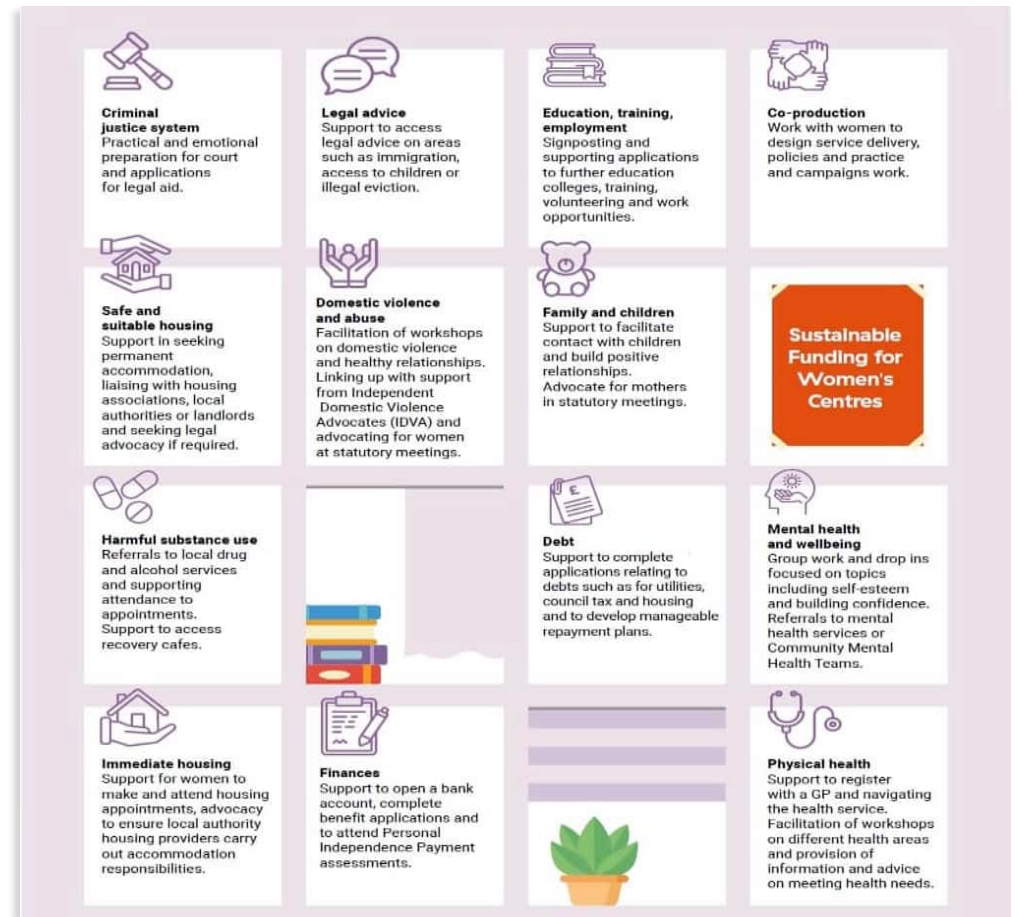 Criminal
justice system
Practical and emotional
preparation for court
and applications
for legal aid.
Legal advice
Support to access
legal advice on areas
such as immigration,
access to children or
illegal eviction.
Education, training,
employment
Signposting and
supporting applications
to further education
colleges, training,
volunteering and work
opportunities.
Co-production
Work with women to
design service delivery,
policies and practice
and campaigns work.
Safe and
suitable housing
Support in seeking
permanent
accommodation,
liaising with housing
associations, local
authorities or landlords
and seeking legal
advocacy if required.
Domestic violence
and abuse
Facilitation of workshops
on domestic violence
and healthy relationships.
Linking up with support
from Independent
Domestic Violence
Advocates (IDVA) and
advocating for women
at statutory meetings.
Family and children
Support to facilitate
contact with children
and build positive
relationships.
Advocate for mothers
in statutory meetings.
Sustainable
Funding for
Women's
Centres
Harmful substance use
Referrals to local drug
and alcohol services
and supporting
attendance to
appointments.
Support to access
recovery cafes.
£
Debt
Support to complete
applications relating to
debts such as for utilities,
council tax and housing
and to develop manageable
repayment plans.
Mental health
and wellbeing
Group work and drop ins
focused on topics
including self-esteem
and building confidence.
Referrals to mental
health services or
Community Mental
Health Teams.
Immediate housing
Support for women to
make and attend housing
appointments, advocacy
to ensure local authority
housing providers carry
out accommodation
responsibilities.
Finances
Support to open a bank
account, complete
benefit applications and
to attend Personal
Independence Payment
assessments.
Physical health
Support to register
with a GP and navigating
the health service.
Facilitation of workshops
on different health areas
and provision of
information and advice
on meeting health needs.